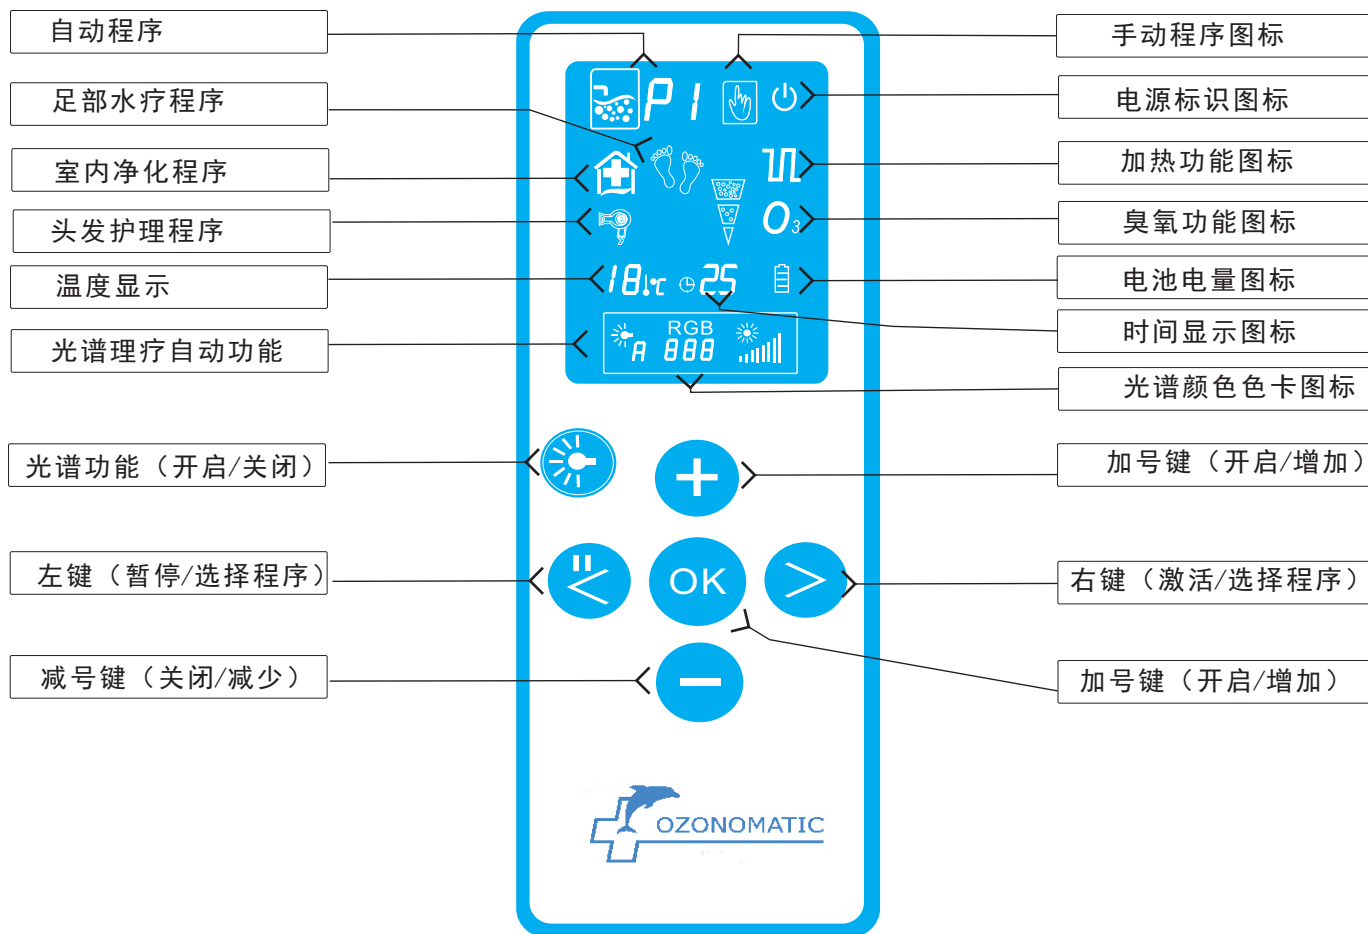 自动程序
足部水疗程序
室内净化程序
头发护理程序
温度显示
光谱理疗自动功能
光谱功能（开启/关闭）
左键（暂停/选择程序）
减号键（关闭/减少）
P1
O3
18℃ 25
RGB
A 888
OK
OZONOMATIC
手动程序图标
电源标识图标
加热功能图标
臭氧功能图标
电池电量图标
时间显示图标
光谱颜色色卡图标
加号键（开启/增加）
右键（激活/选择程序）
加号键（开启/增加）